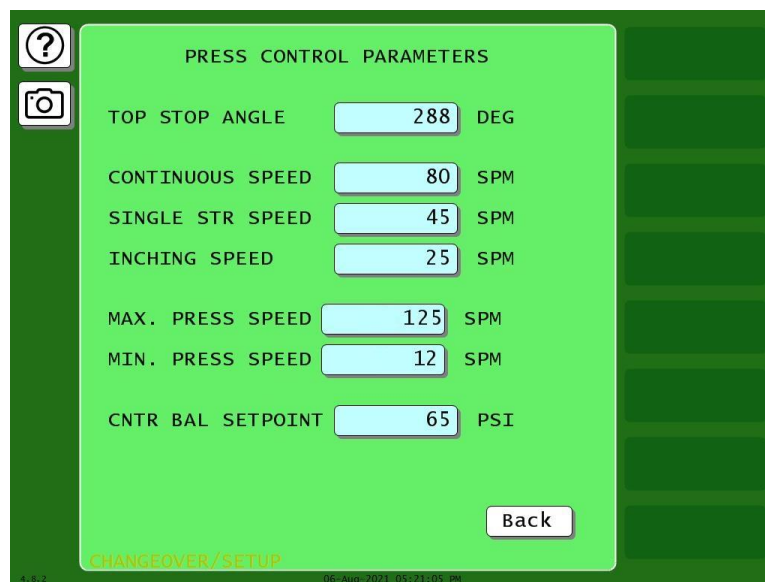 ?
PRESS CONTROL PARAMETERS
TOP STOP ANGLE 288 DEG
CONTINUOUS SPEED 80 SPM
SINGLE STR SPEED 45 SPM
INCHING SPEED 25 SPM
MAX. PRESS SPEED 125 SPM
MIN. PRESS SPEED 12 SPM
CNTR BAL SETPOINT 65 PSI
Back
CHANGEOVER/SETUP
4.8.2 06-Aug-2021 05:21:05 PM